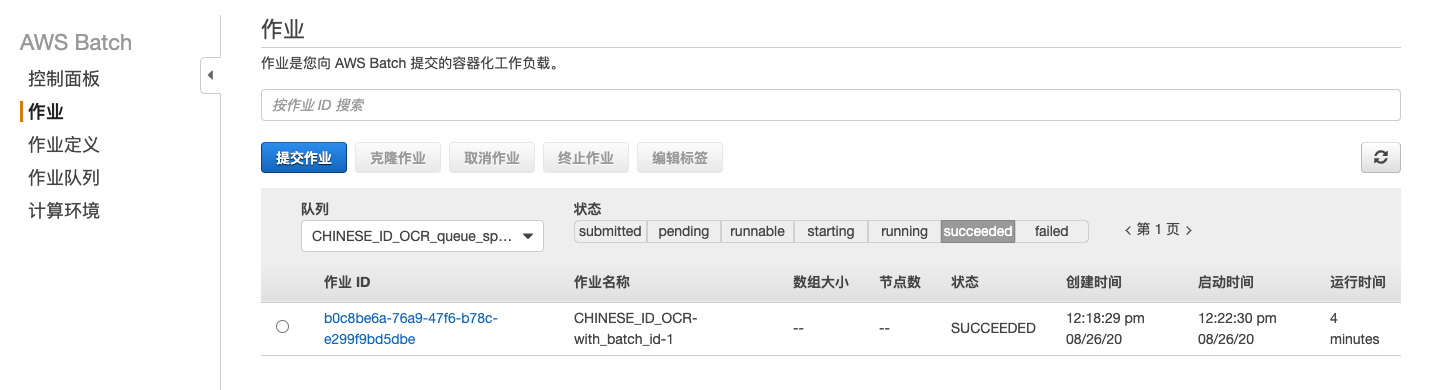 AWS Batch
控制面板
作业
作业定义
作业队列
计算环境
作业
作业是您向 AWS Batch 提交的容器化工作负载。
按作业 ID 搜索
提交作业 克隆作业 取消作业 终止作业 编辑标签
队列 状态
CHINESE_ID_OCR_queue_sp... submitted pending runnable starting running succeeded failed ‹ 第 1 页 ›
作业 ID 作业名称 数组大小 节点数 状态 创建时间 启动时间 运行时间
b0c8be6a-76a9-47f6-b78c- CHINESE_ID_OCR- -- -- SUCCEEDED 12:18:29 pm 12:22:30 pm 4
e299f9bd5dbe with_batch_id-1 08/26/20 08/26/20 minutes